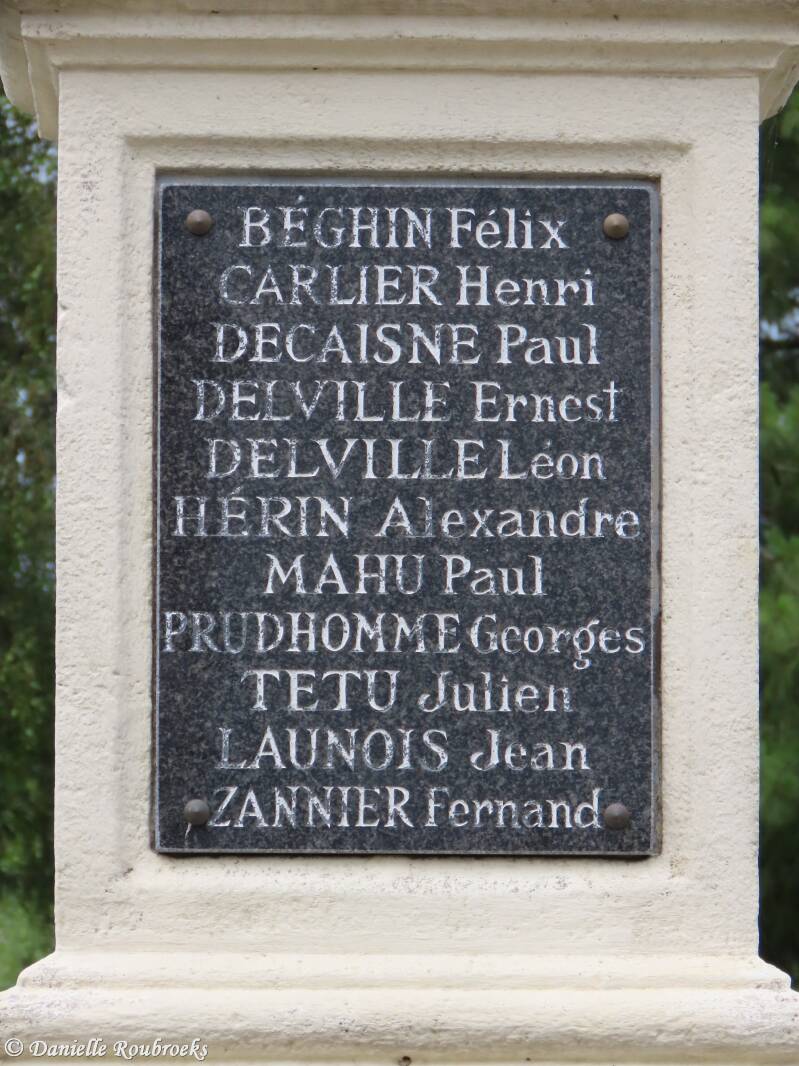 BÉGHIN Félix
CARLIER Henri
DECAISNE Paul
DELVILLE Ernest
DELVILLE Léon
HÉRIN Alexandre
MAHU Paul
PRUDHOMME Georges
TETU Julien
LAUNOIS Jean
ZANNIER Fernand
© Danielle Roubroeks